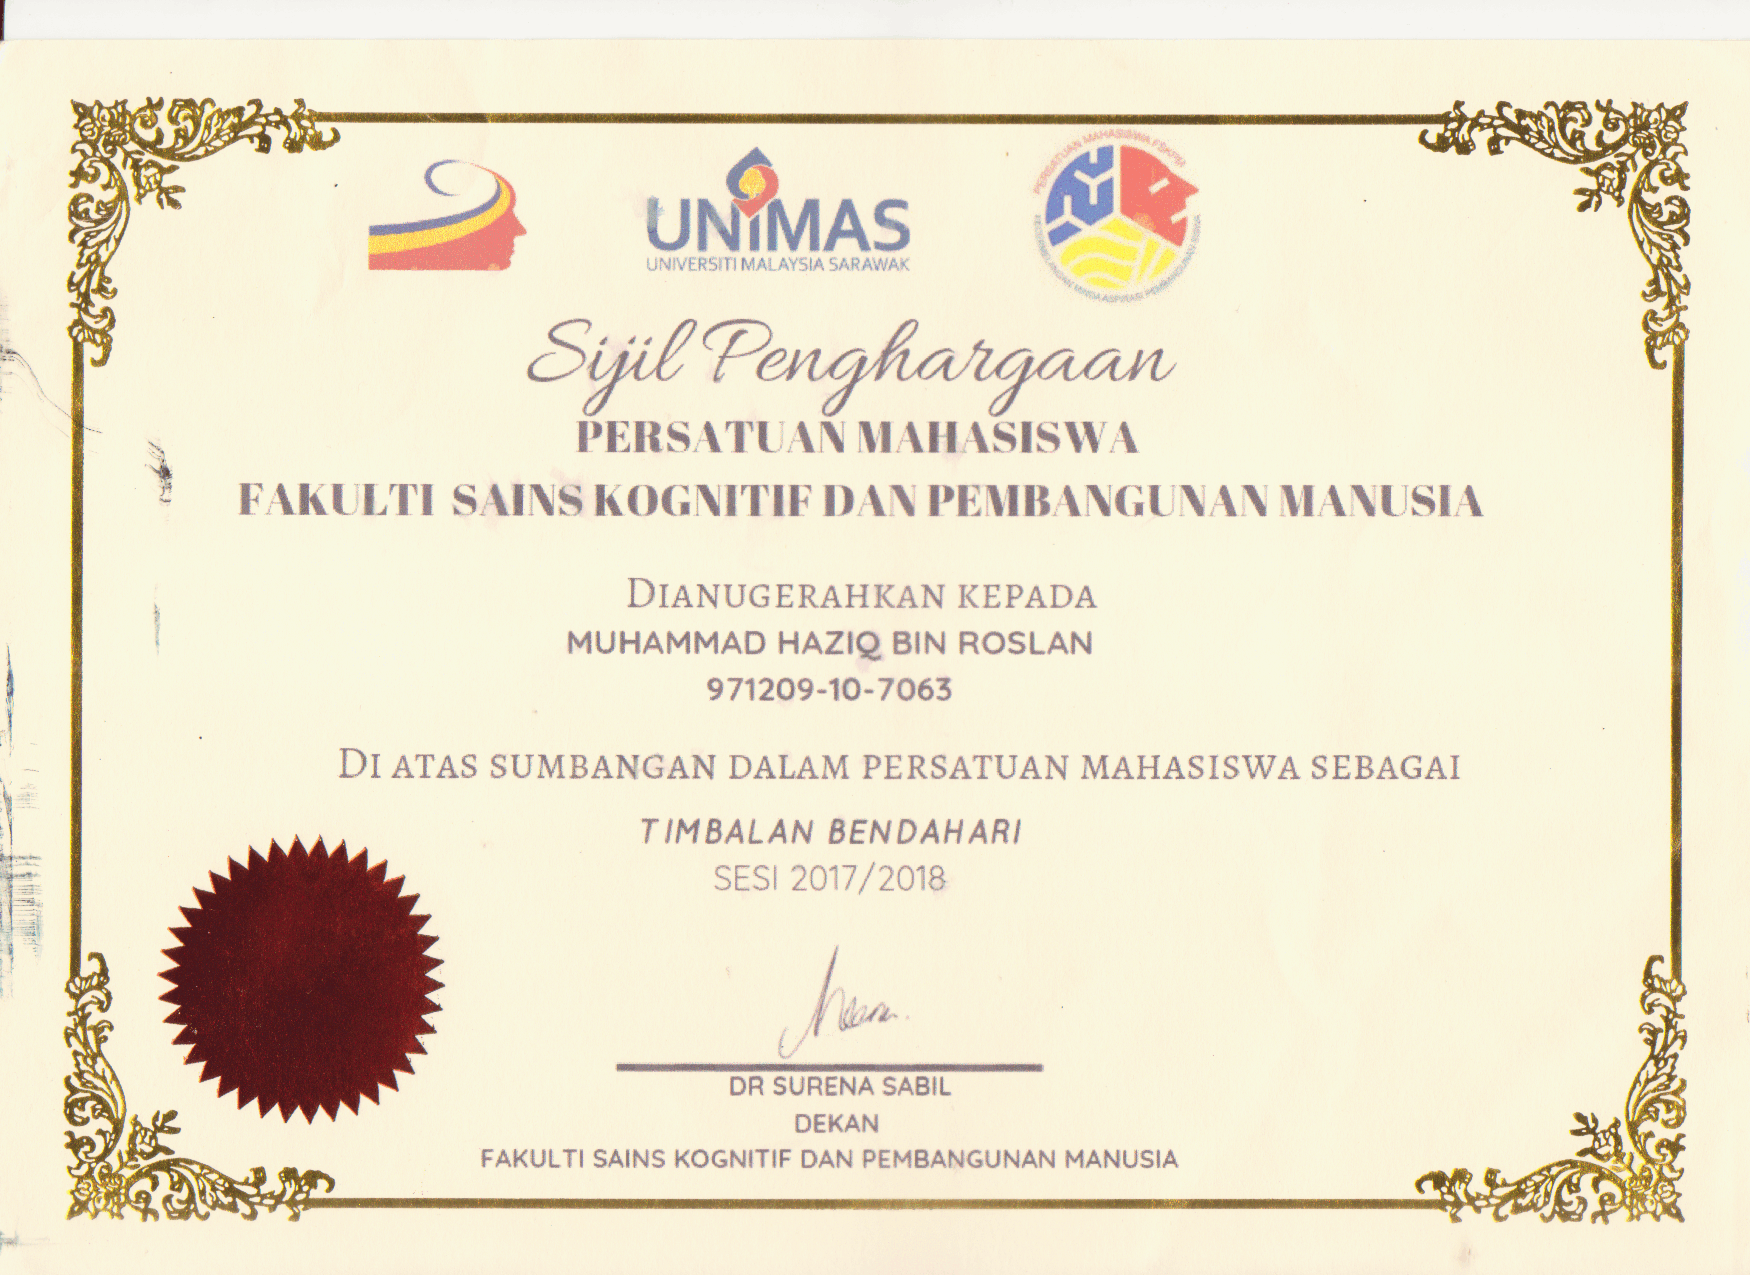 UNIMAS
UNIVERSITI MALAYSIA SARAWAK
PERSATUAN MAHASISWA FSKPM
Sijil Penghargaan
PERSATUAN MAHASISWA
FAKULTI SAINS KOGNITIF DAN PEMBANGUNAN MANUSIA
DIANUGERAHKAN KEPADA
MUHAMMAD HAZIQ BIN ROSLAN
971209-10-7063
DI ATAS SUMBANGAN DALAM PERSATUAN MAHASISWA SEBAGAI
TIMBALAN BENDAHARI
SESI 2017/2018
DR SURENA SABIL
DEKAN
FAKULTI SAINS KOGNITIF DAN PEMBANGUNAN MANUSIA